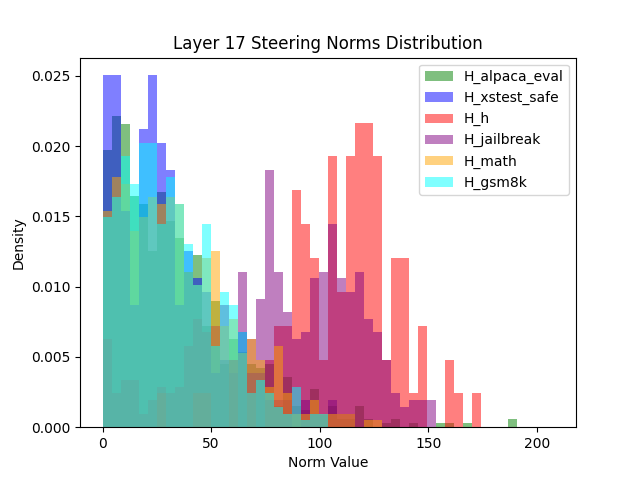 Layer 17 Steering Norms Distribution
0.025
0.020
0.015
0.010
0.005
0.000
Density
H_alpaca_eval
H_xstest_safe
H_h
H_jailbreak
H_math
H_gsm8k
0 50 100 150 200
Norm Value